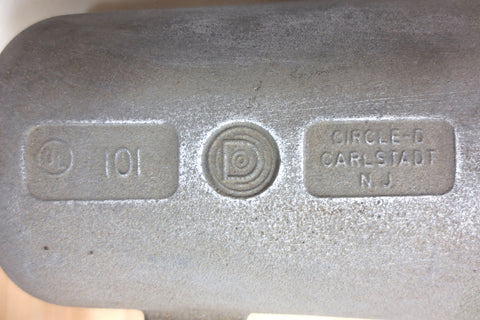 UL 101
D
CIRCLE-D
CARLSTADT
N J